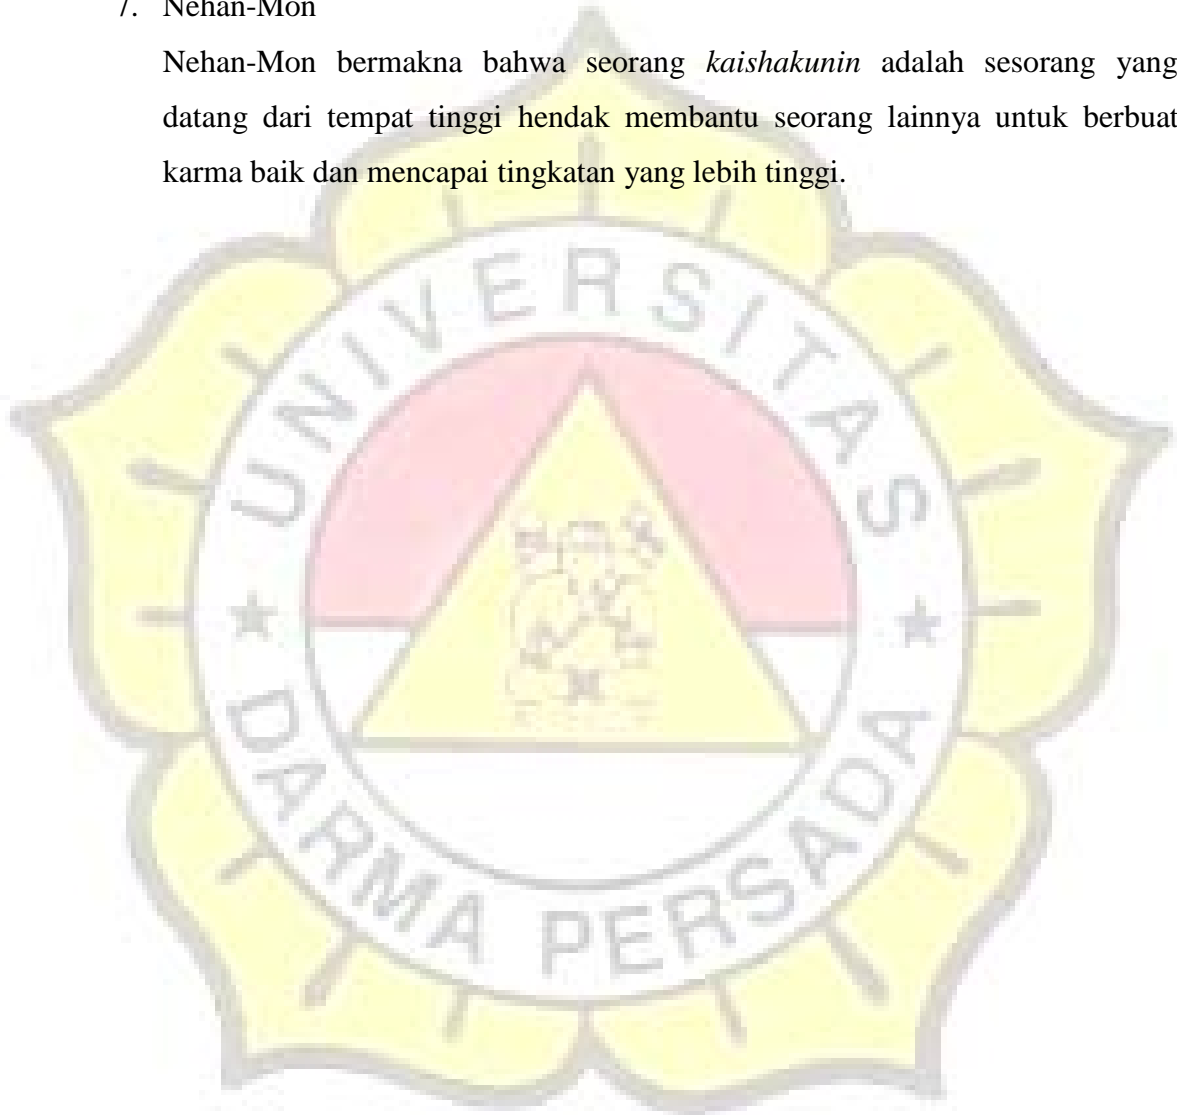 7. Nehan-Mon
Nehan-Mon bermakna bahwa seorang kaishakunin adalah sesorang yang
datang dari tempat tinggi hendak membantu seorang lainnya untuk berbuat
karma baik dan mencapai tingkatan yang lebih tinggi.
UNIVERSITAS
DARMA PERSADA